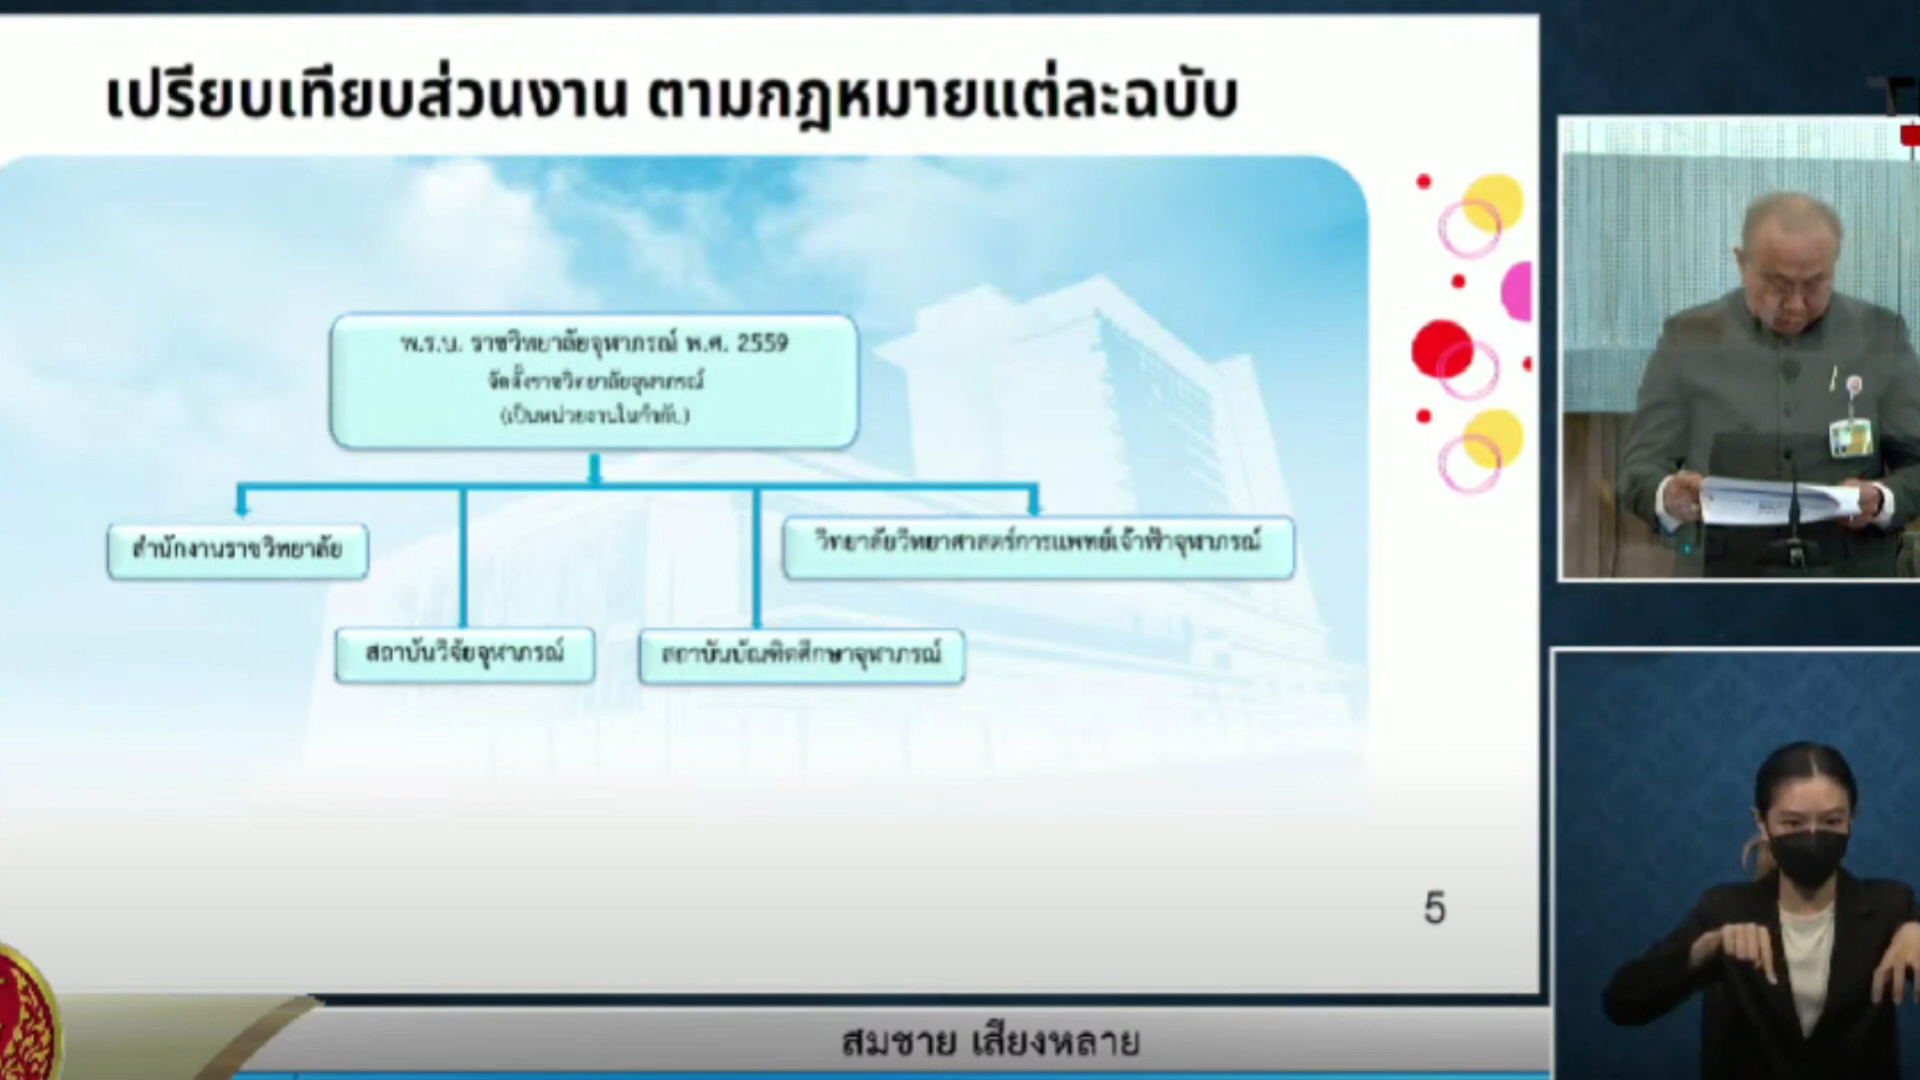 เปรียบเทียบส่วนงาน ตามกฎหมายแต่ละฉบับ
พ.ร.บ. ราชวิทยาลัยจุฬาภรณ์ พ.ศ. 2559
จัดตั้งราชวิทยาลัยจุฬาภรณ์
(เป็นหน่วยงานในกำกับ)
สำนักงานราชวิทยาลัย
วิทยาลัยวิทยาศาสตร์การแพทย์เจ้าฟ้าจุฬาภรณ์
สถาบันวิจัยจุฬาภรณ์
สถาบันบัณฑิตศึกษาจุฬาภรณ์
5
สมชาย เสียงหลาย